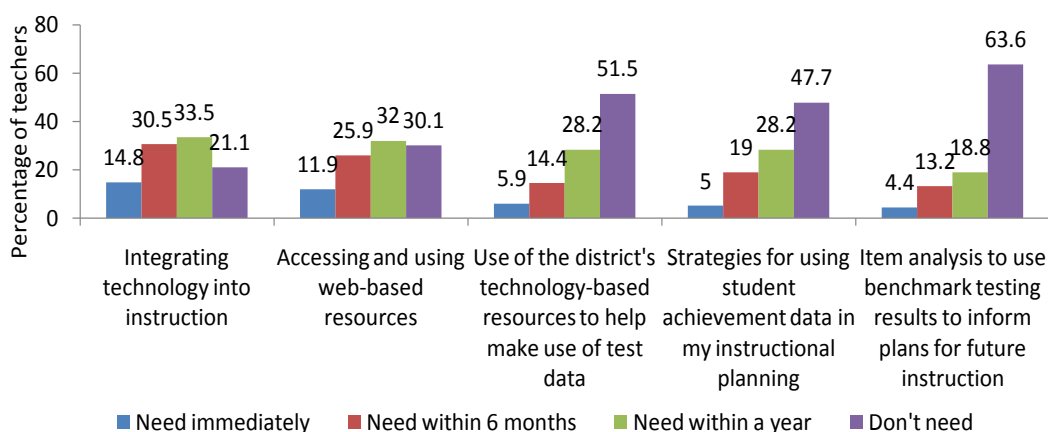 Percentage of teachers
80
60
40
20
0
14.8 30.5 33.5 21.1
11.9 25.9 32 30.1
5.9 14.4 28.2 51.5
5 19 28.2 47.7
4.4 13.2 18.8 63.6
Integrating
technology into
instruction
Accessing and using
web-based
resources
Use of the district's
technology-based
resources to help
make use of test
data
Strategies for using
student
achievement data in
my instructional
planning
Item analysis to use
benchmark testing
results to inform
plans for future
instruction
Need immediately Need within 6 months Need within a year Don't need